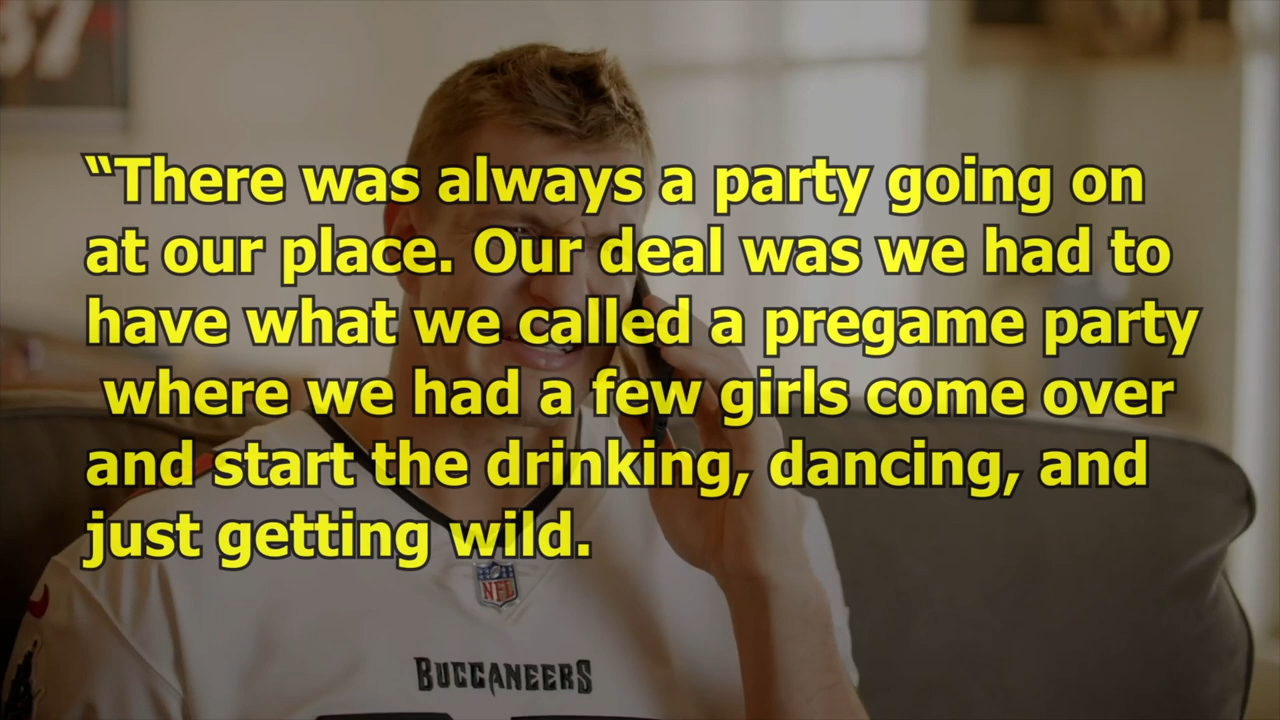 37
“There was always a party going on
at our place. Our deal was we had to
have what we called a pregame party
where we had a few girls come over
and start the drinking, dancing, and
just getting wild.
NFL
BUCCANEERS